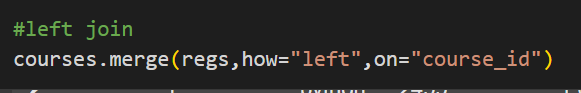 #left join
courses.merge(regs,how="left",on="course_id")